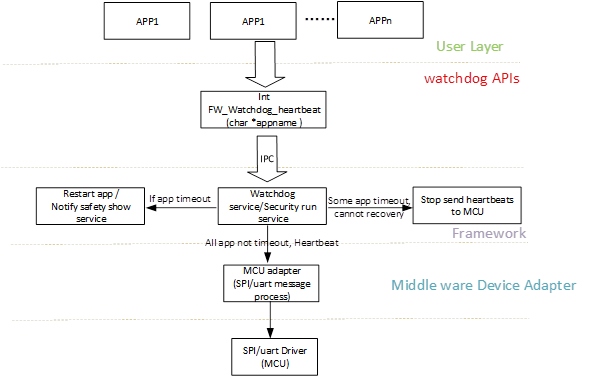 APP1
APP1
......
APPn
User Layer
watchdog APIs
Int
FW_Watchdog_heartbeat
(char *appname )
IPC
Restart app /
Notify safety show
service
If app timeout
Watchdog
service/Security run
service
Some app timeout,
cannot recovery
Stop send heartbeats
to MCU
Framework
All app not timeout, Heartbeat
MCU adapter
(SPI/uart message
process)
Middle ware Device Adapter
SPI/uart Driver
(MCU)